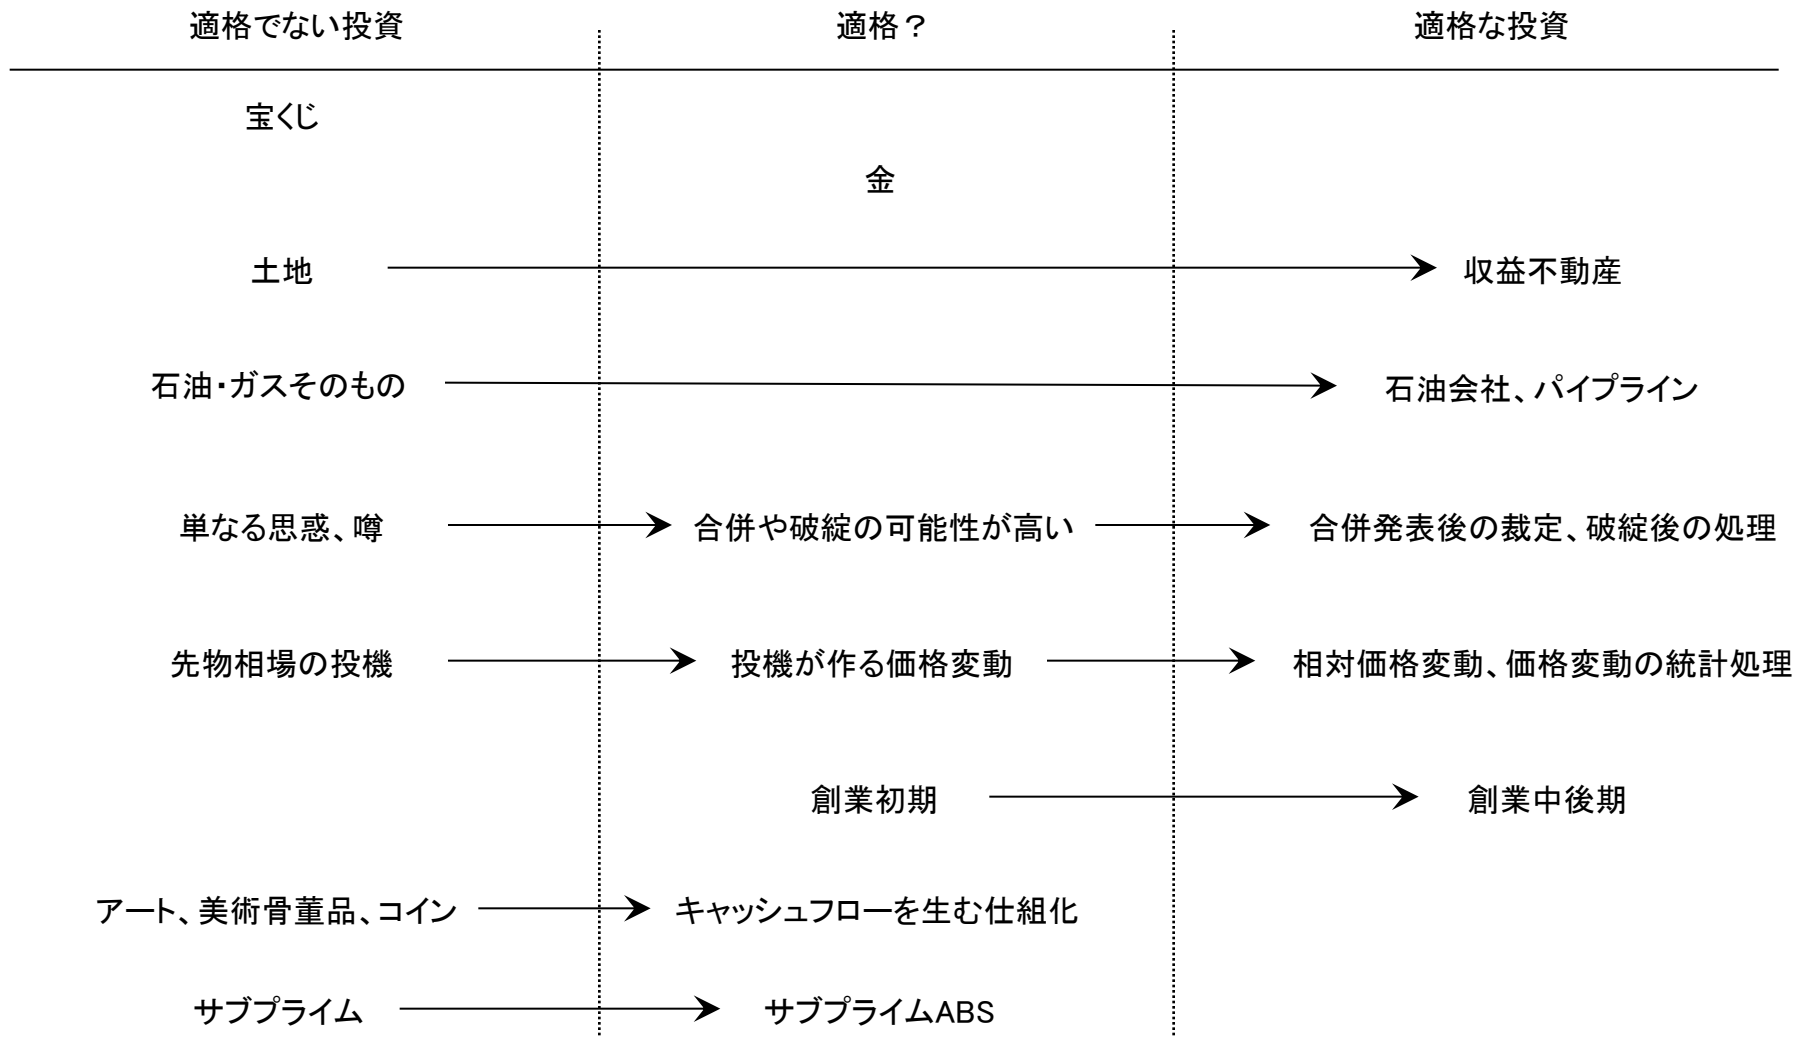 適格でない投資 適格？ 適格な投資
宝くじ
金
土地 収益不動産
石油・ガスそのもの 石油会社、パイプライン
単なる思惑、噂 合併や破綻の可能性が高い 合併発表後の裁定、破綻後の処理
先物相場の投機 投機が作る価格変動 相対価格変動、価格変動の統計処理
創業初期 創業中後期
アート、美術骨董品、コイン キャッシュフローを生む仕組化
サブプライム サブプライムABS